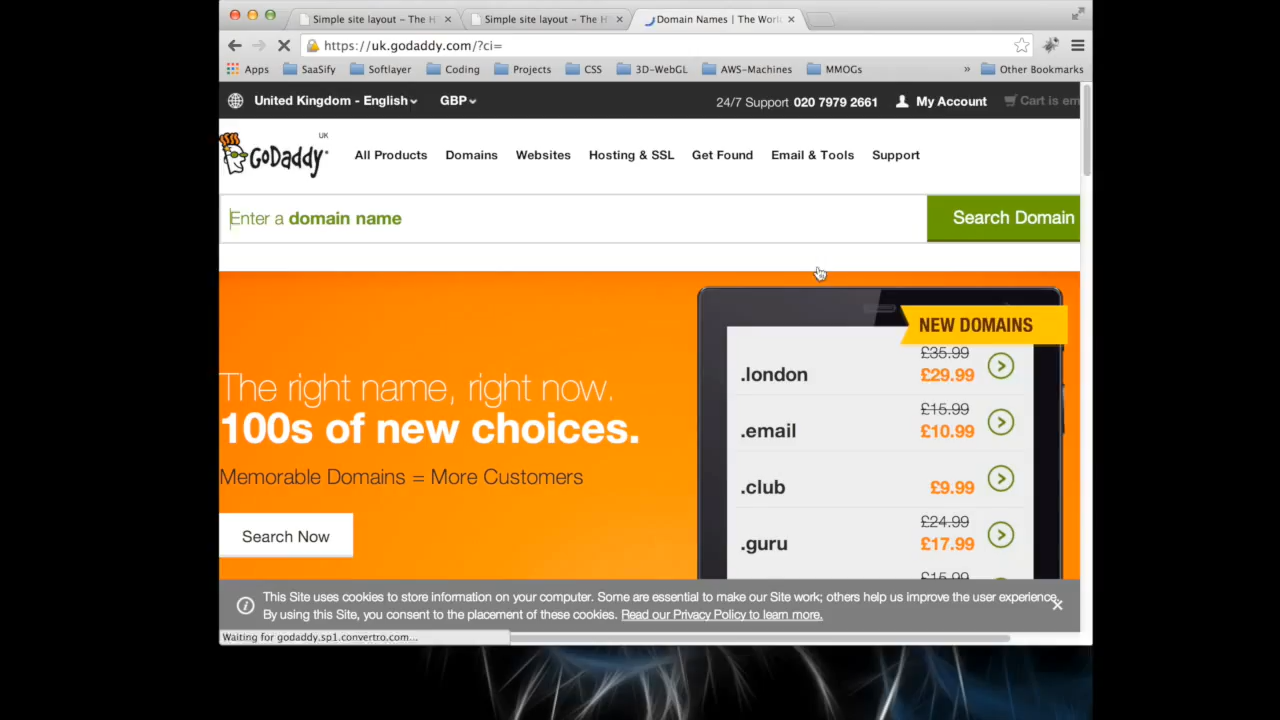 Simple site layout – The H
Simple site layout – The H
Domain Names | The Worl
https://uk.godaddy.com/?ci=
Apps SaaSify Softlayer Coding Projects CSS 3D-WebGL AWS-Machines MMOGs » Other Bookmarks
United Kingdom - English GBP 24/7 Support 020 7979 2661 My Account Cart is em
UK
GoDaddy All Products Domains Websites Hosting & SSL Get Found Email & Tools Support
Enter a domain name Search Domain
NEW DOMAINS
£35.99
.london £29.99
£15.99
.email £10.99
.club £9.99
£24.99
.guru £17.99
£15.99
The right name, right now.
100s of new choices.
Memorable Domains = More Customers
Search Now
This Site uses cookies to store information on your computer. Some are essential to make our Site work; others help us improve the user experience.
By using this Site, you consent to the placement of these cookies. Read our Privacy Policy to learn more.
Waiting for godaddy.sp1.convertro.com...